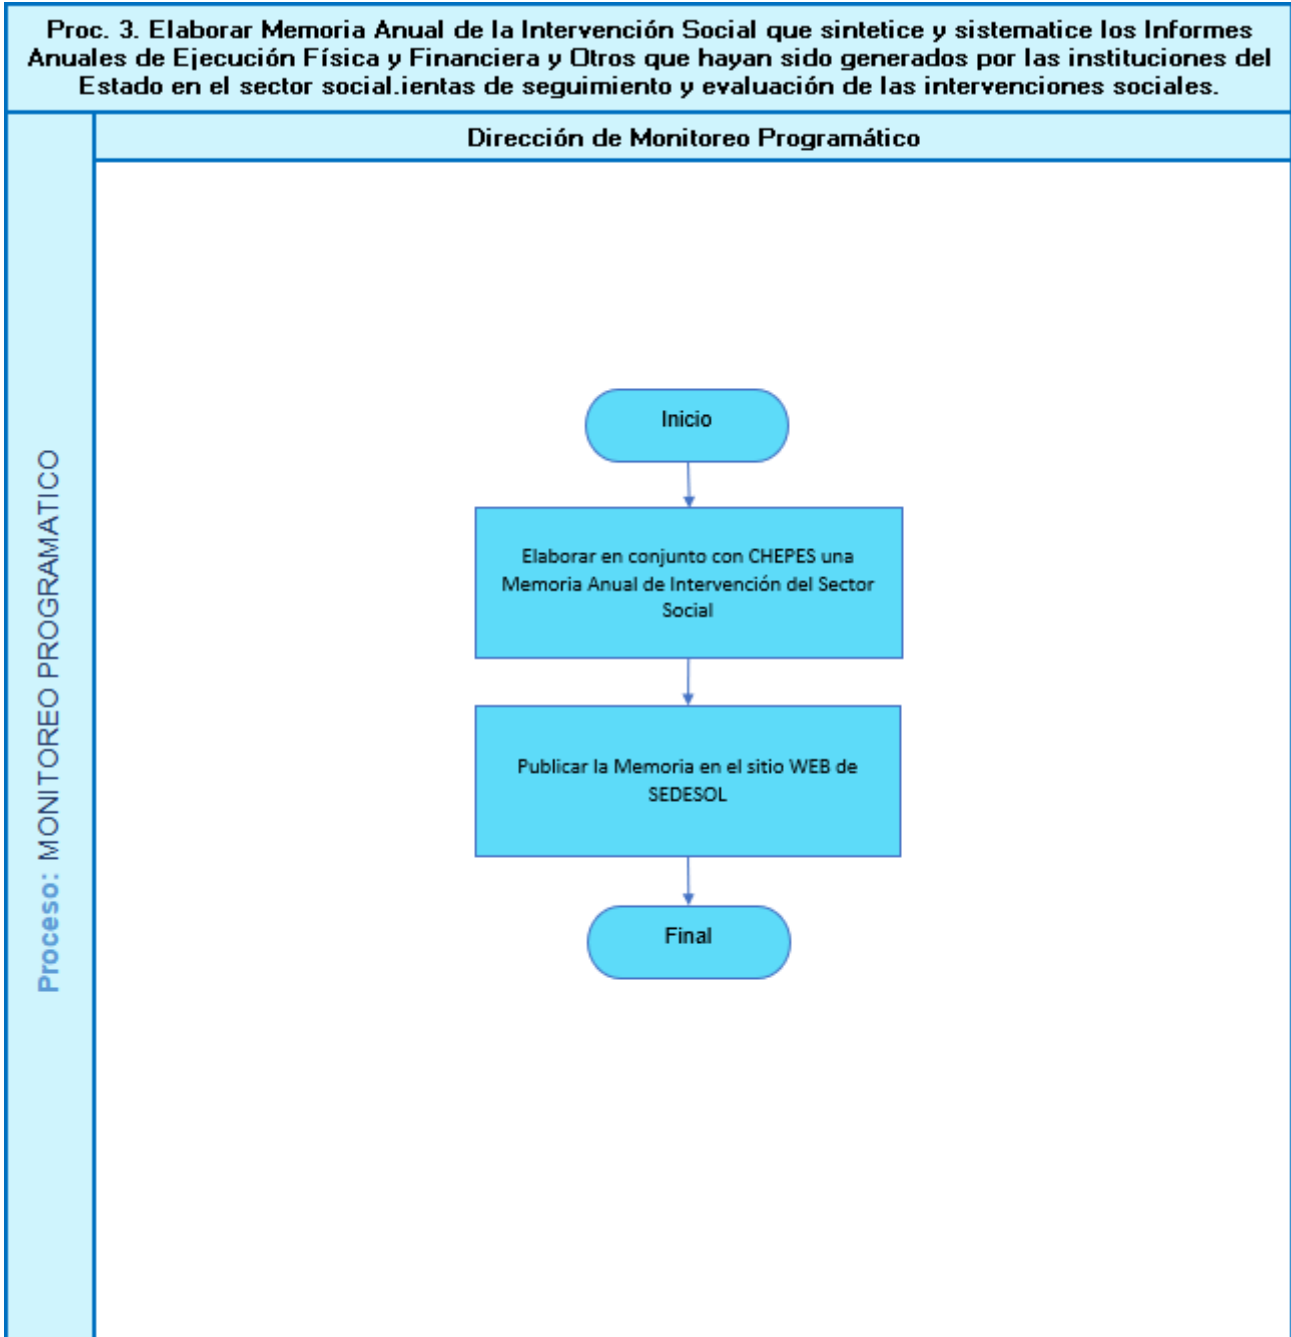 Proc. 3. Elaborar Memoria Anual de la Intervención Social que sintetice y sistematice los Informes
Anuales de Ejecución Física y Financiera y Otros que hayan sido generados por las instituciones del
Estado en el sector social.ientas de seguimiento y evaluación de las intervenciones sociales.
Dirección de Monitoreo Programático
Proceso: MONITOREO PROGRAMATICO
Inicio
Elaborar en conjunto con CHEPES una
Memoria Anual de Intervención del Sector
Social
Publicar la Memoria en el sitio WEB de
SEDESOL
Final